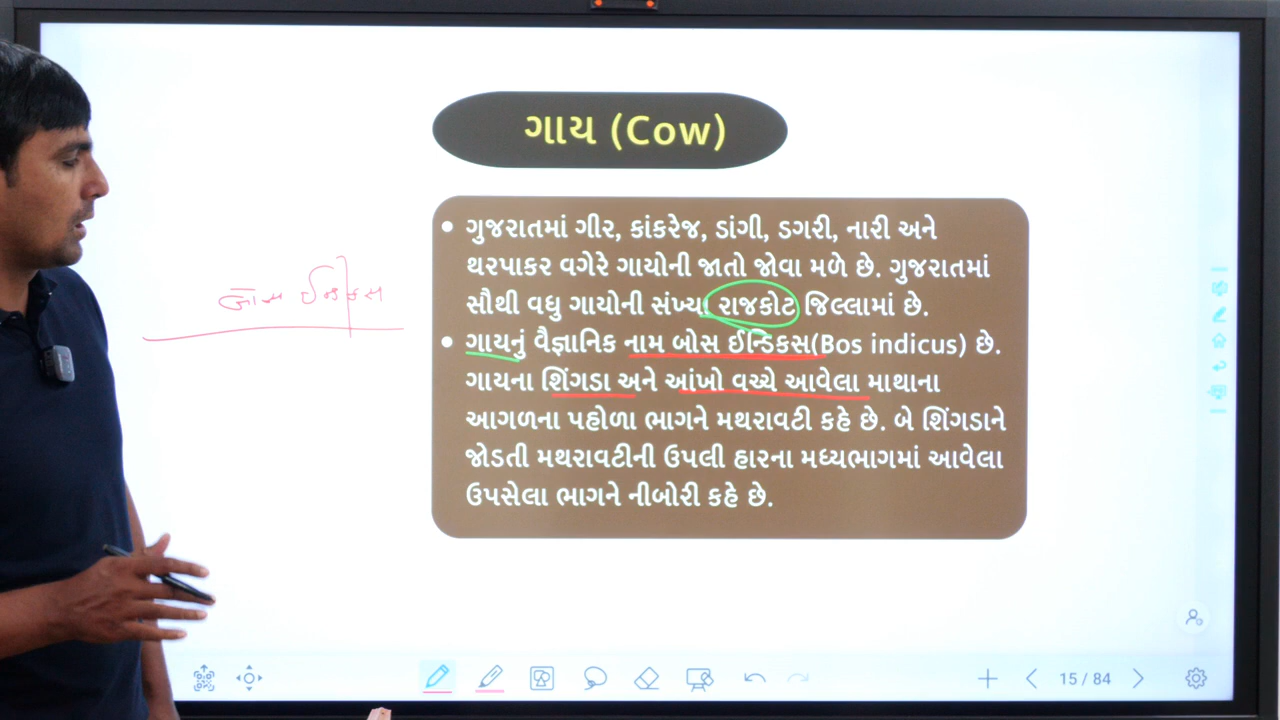 ગાય (Cow)
• ગુજરાતમાં ગીર, કાંકરેજ, ડાંગી, ડગરી, નારી અને
થરપાકર વગેરે ગાયોની જાતો જોવા મળે છે. ગુજરાતમાં
સૌથી વધુ ગાયોની સંખ્યા રાજકોટ જિલ્લામાં છે.
• ગાયનું વૈજ્ઞાનિક નામ બોસ ઈન્ડિકસ(Bos indicus) છે.
ગાયના શિંગડા અને આંખો વચ્ચે આવેલા માથાના
આગળના પહોળા ભાગને મથરાવટી કહે છે. બે શિંગડાને
જોડતી મથરાવટીની ઉપલી હારના મધ્યભાગમાં આવેલા
ઉપસેલા ભાગને નીબોરી કહે છે.
બૉસ ઈન્ડિકસ
15 / 84